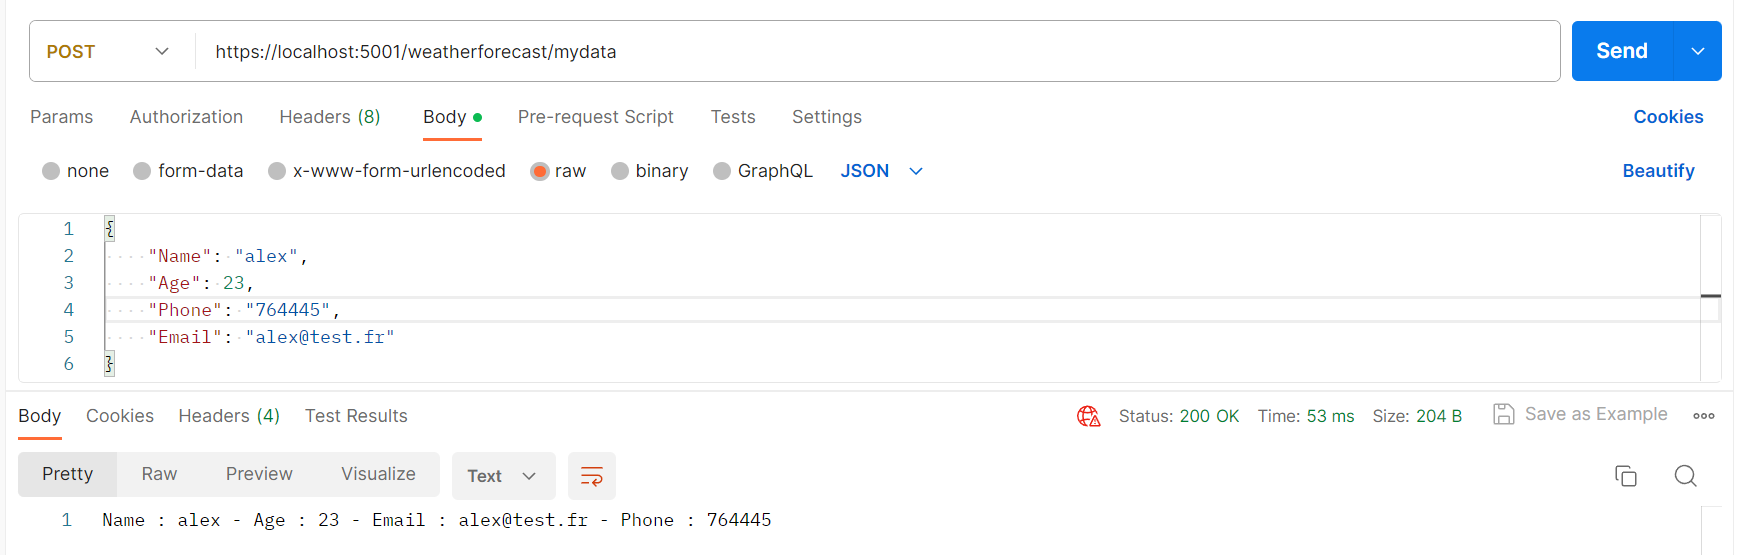 POST https://localhost:5001/weatherforecast/mydata Send
Params Authorization Headers (8) Body Pre-request Script Tests Settings Cookies
none form-data x-www-form-urlencoded raw binary GraphQL JSON Beautify
1 {
2 "Name": "alex",
3 "Age": 23,
4 "Phone": "764445",
5 "Email": "alex@test.fr"
6 }
Body Cookies Headers (4) Test Results Status: 200 OK Time: 53 ms Size: 204 B Save as Example
Pretty Raw Preview Visualize Text
1 Name : alex - Age : 23 - Email : alex@test.fr - Phone : 764445